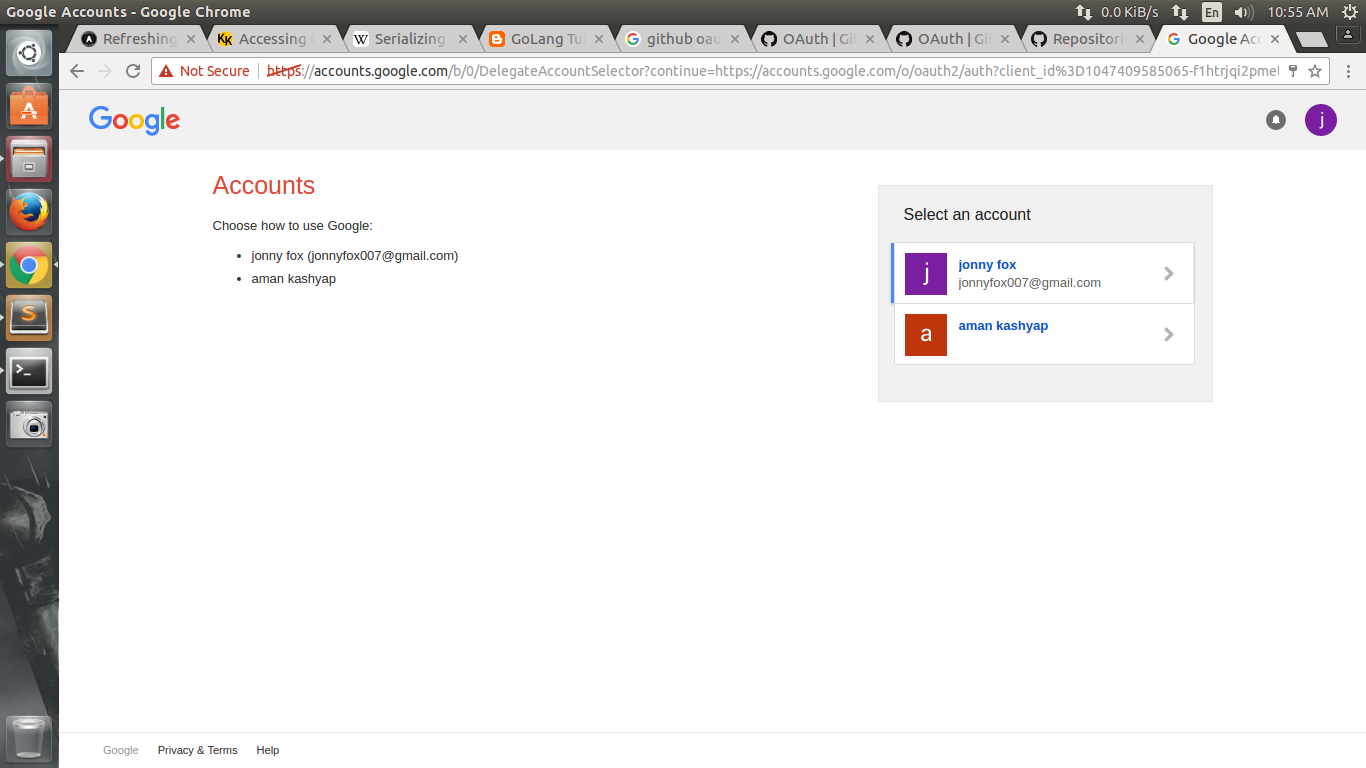 Google Accounts - Google Chrome
0.0 KiB/s En 10:55 AM
Refreshing Accessing Serializing GoLang Tut github oau OAuth | Gi OAuth | Git Repositori Google Acc
Not Secure https://accounts.google.com/b/0/DelegateAccountSelector?continue=https://accounts.google.com/o/oauth2/auth?client_id%3D1047409585065-f1htrjqi2pme
Google
j
Accounts
Choose how to use Google:
• jonny fox (jonnyfox007@gmail.com)
• aman kashyap
Select an account
j
jonny fox
jonnyfox007@gmail.com
a
aman kashyap
Google Privacy & Terms Help